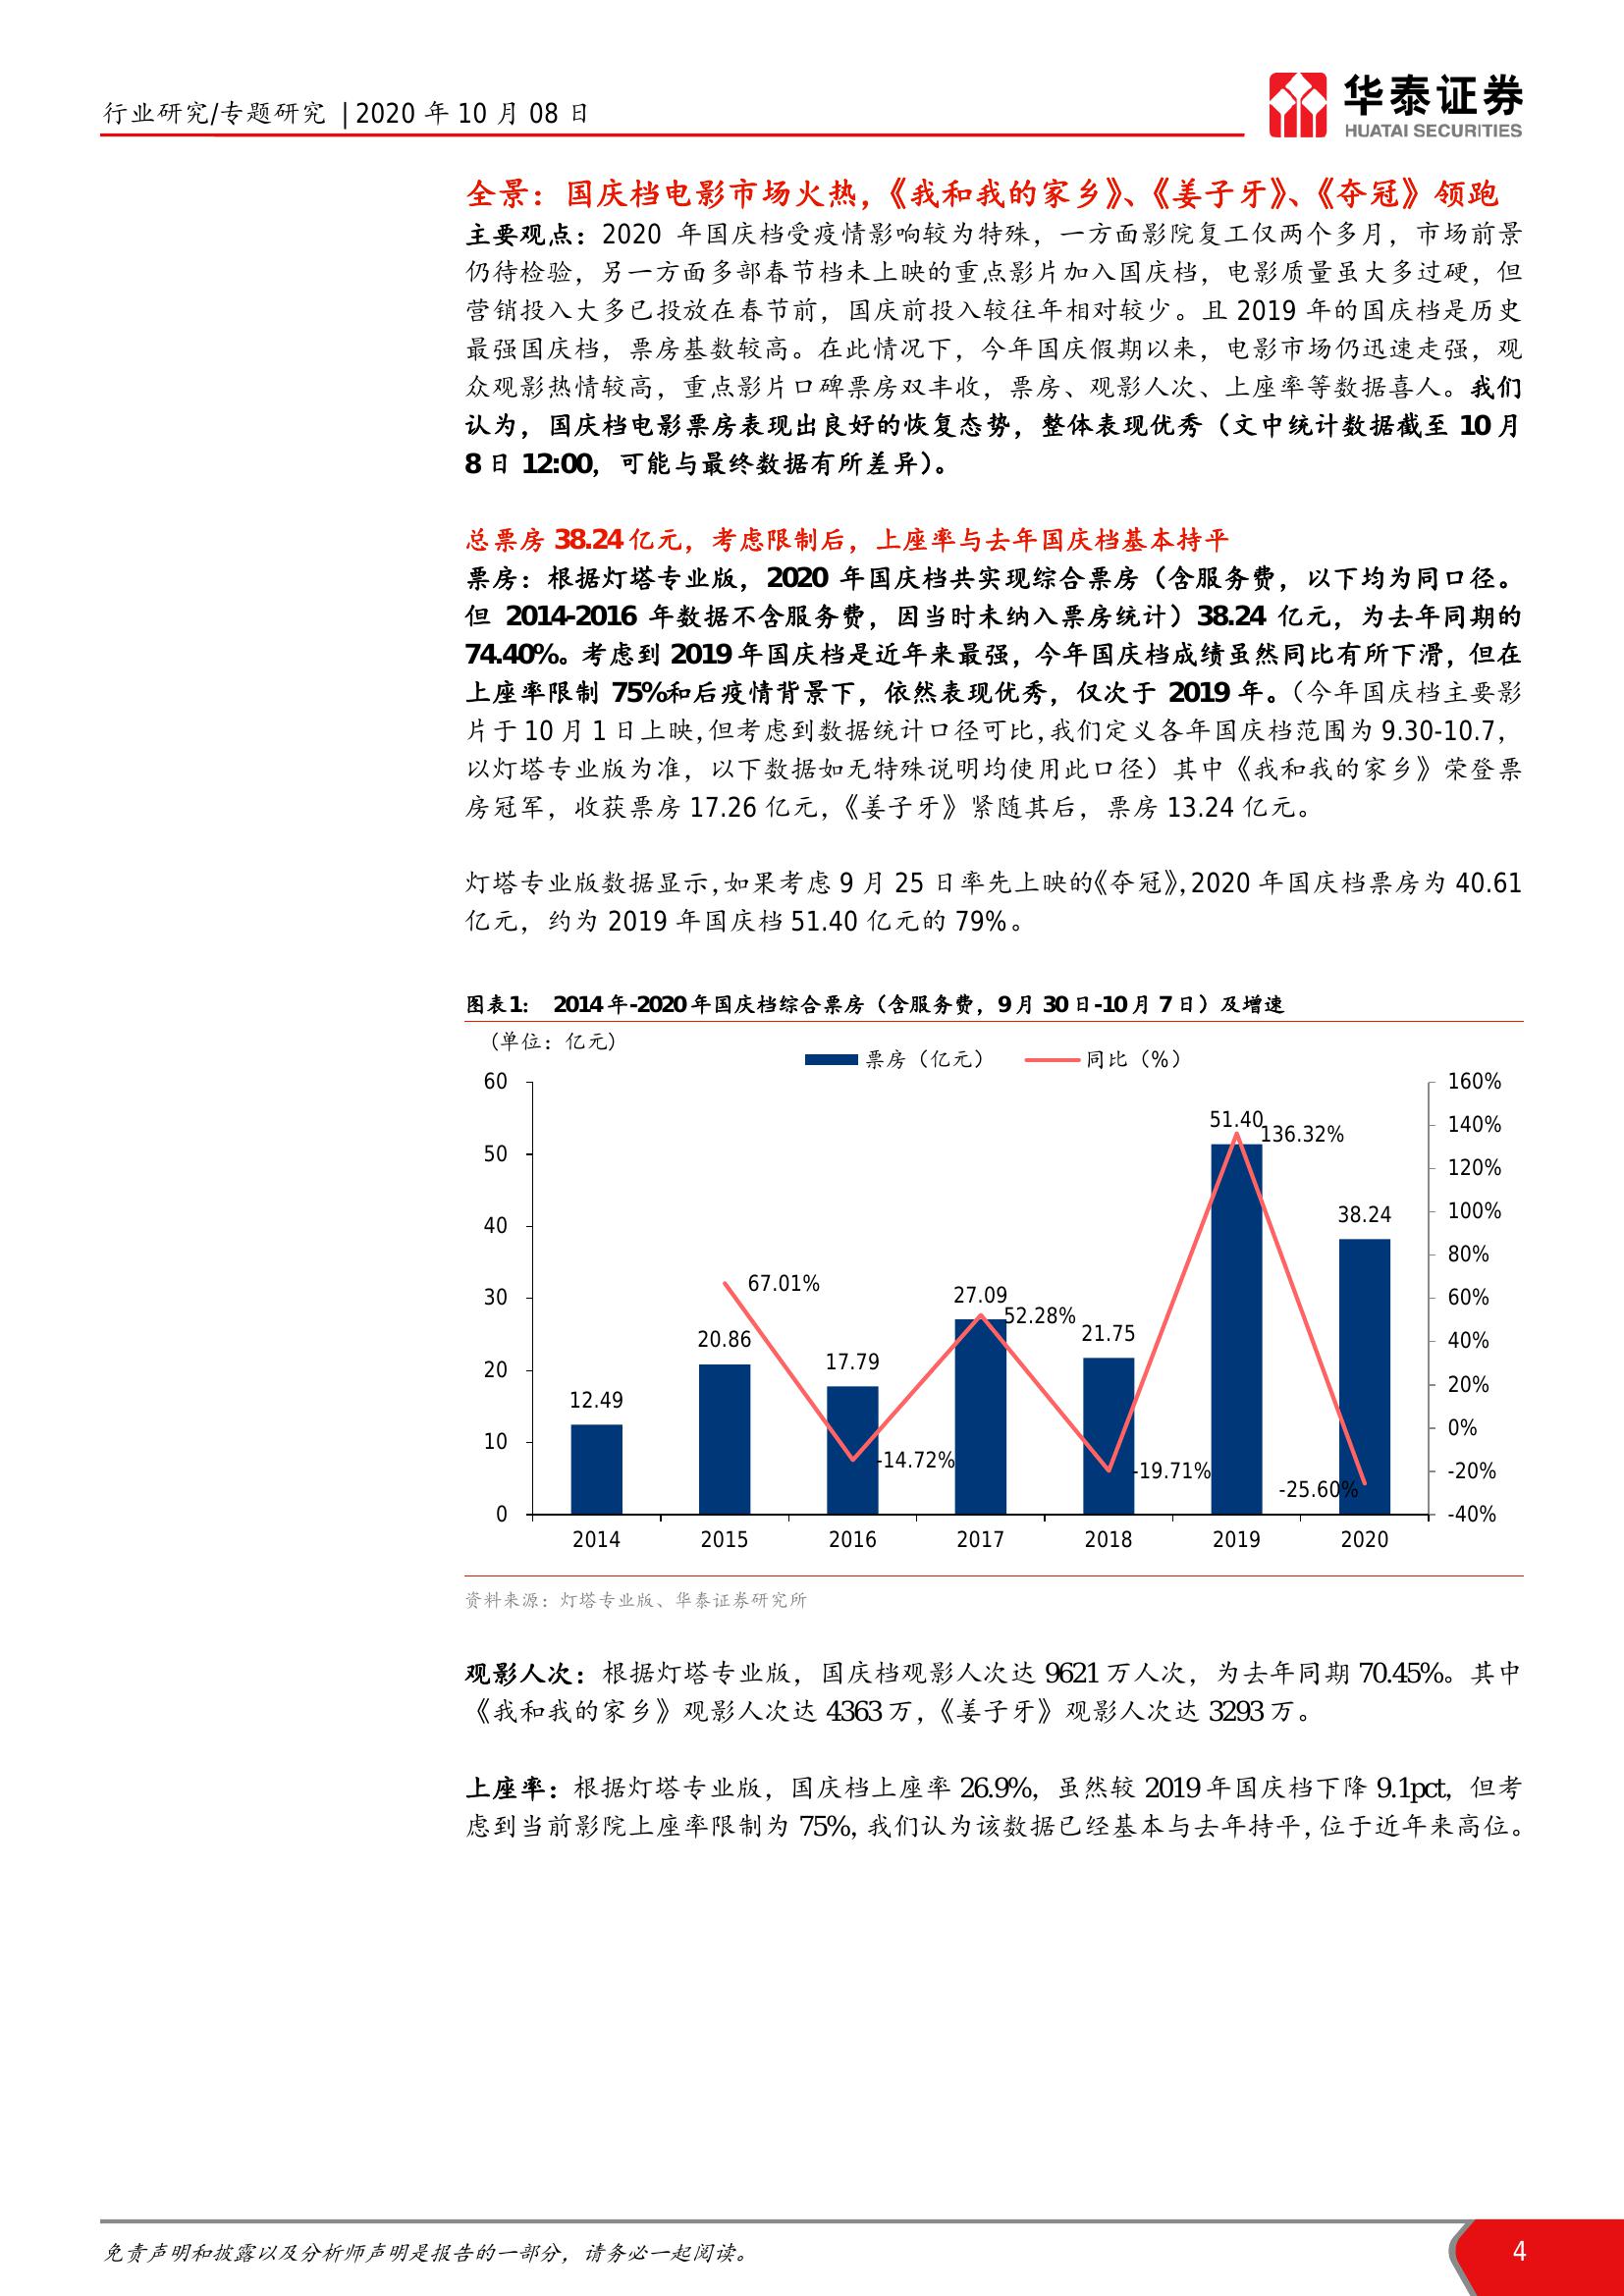 行业研究/专题研究 | 2020 年 10 月 08 日
华泰证券
HUATAI SECURITIES
全景：国庆档电影市场火热，《我和我的家乡》、《姜子牙》、《夺冠》领跑
主要观点：2020 年国庆档受疫情影响较为特殊，一方面影院复工仅两个多月，市场前景
仍待检验，另一方面多部春节档未上映的重点影片加入国庆档，电影质量虽大多过硬，但
营销投入大多已投放在春节前，国庆前投入较往年相对较少。且 2019 年的国庆档是历史
最强国庆档，票房基数较高。在此情况下，今年国庆假期以来，电影市场仍迅速走强，观
众观影热情较高，重点影片口碑票房双丰收，票房、观影人次、上座率等数据喜人。我们
认为，国庆档电影票房表现出良好的恢复态势，整体表现优秀（文中统计数据截至 10 月
8 日 12:00，可能与最终数据有所差异）。
总票房 38.24 亿元，考虑限制后，上座率与去年国庆档基本持平
票房：根据灯塔专业版，2020 年国庆档共实现综合票房（含服务费，以下均为同口径。
但 2014-2016 年数据不含服务费，因当时未纳入票房统计）38.24 亿元，为去年同期的
74.40%。考虑到 2019 年国庆档是近年来最强，今年国庆档成绩虽然同比有所下滑，但在
上座率限制 75%和后疫情背景下，依然表现优秀，仅次于 2019 年。（今年国庆档主要影
片于 10 月 1 日上映，但考虑到数据统计口径可比，我们定义各年国庆档范围为 9.30-10.7，
以灯塔专业版为准，以下数据如无特殊说明均使用此口径）其中《我和我的家乡》荣登票
房冠军，收获票房 17.26 亿元，《姜子牙》紧随其后，票房 13.24 亿元。
灯塔专业版数据显示，如果考虑 9 月 25 日率先上映的《夺冠》，2020 年国庆档票房为 40.61
亿元，约为 2019 年国庆档 51.40 亿元的 79%。
图表1： 2014 年-2020 年国庆档综合票房（含服务费，9 月 30 日-10 月 7 日）及增速
（单位：亿元）
票房（亿元） 同比（%）
60 160%
51.40 140%
136.32%
50 120%
40 38.24 100%
80%
67.01%
30 27.09 60%
52.28%
20.86 21.75 40%
17.79
20 20%
12.49
10 0%
-14.72% -19.71% -20%
-25.60%
0 -40%
2014 2015 2016 2017 2018 2019 2020
资料来源：灯塔专业版、华泰证券研究所
观影人次：根据灯塔专业版，国庆档观影人次达 9621 万人次，为去年同期 70.45%。其中
《我和我的家乡》观影人次达 4363 万，《姜子牙》观影人次达 3293 万。
上座率：根据灯塔专业版，国庆档上座率 26.9%，虽然较 2019 年国庆档下降 9.1pct，但考
虑到当前影院上座率限制为 75%，我们认为该数据已经基本与去年持平，位于近年来高位。
免责声明和披露以及分析师声明是报告的一部分，请务必一起阅读。
4